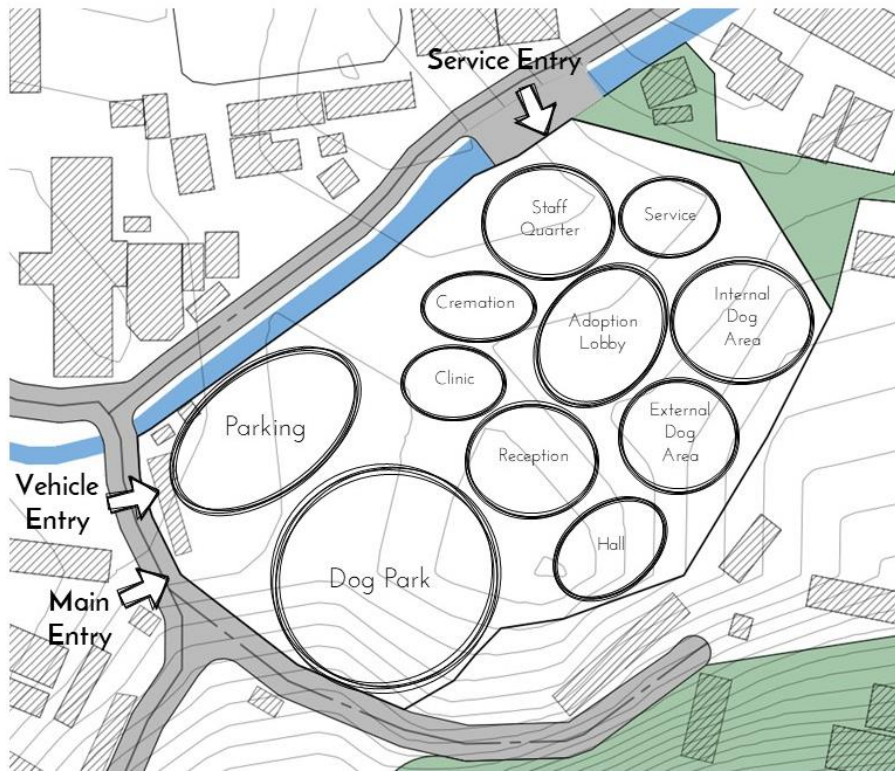 Service Entry
Staff
Quarter
Service
Cremation
Adoption
Lobby
Internal
Dog
Area
Clinic
Parking
External
Dog
Area
Reception
Vehicle
Entry
Hall
Dog Park
Main
Entry